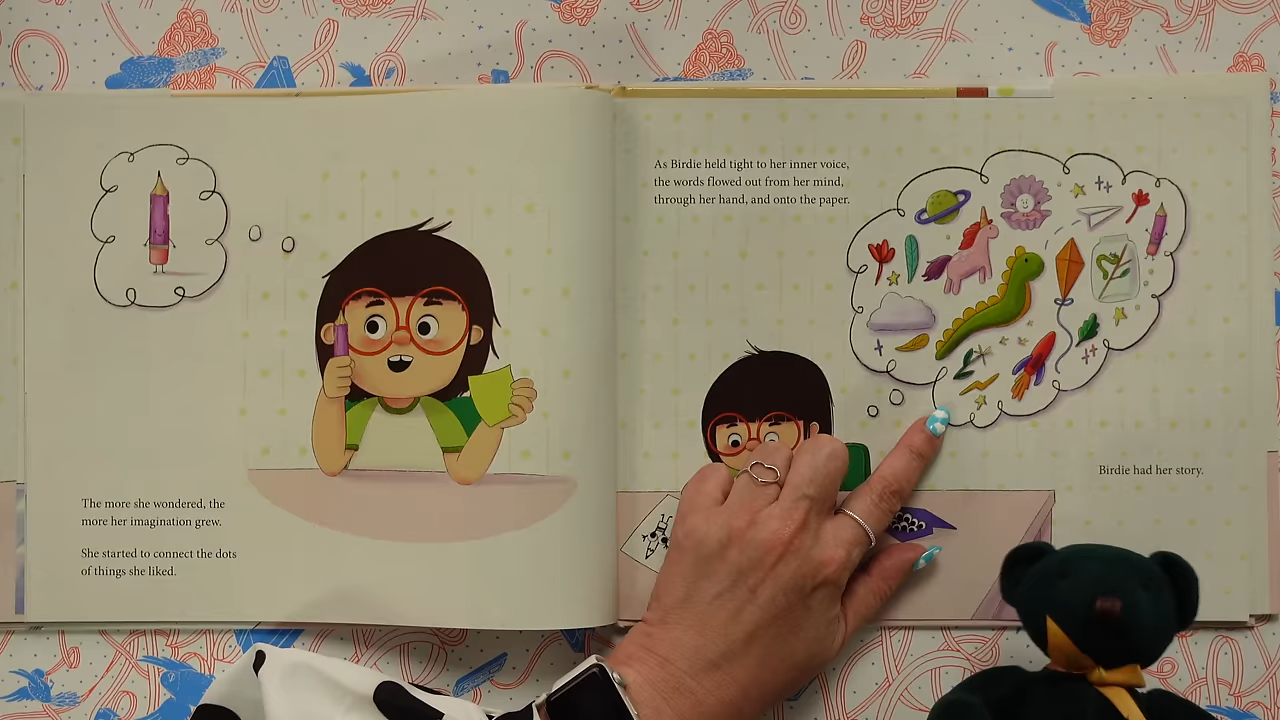 The more she wondered, the
more her imagination grew.
She started to connect the dots
of things she liked.
As Birdie held tight to her inner voice,
the words flowed out from her mind,
through her hand, and onto the paper.
Birdie had her story.